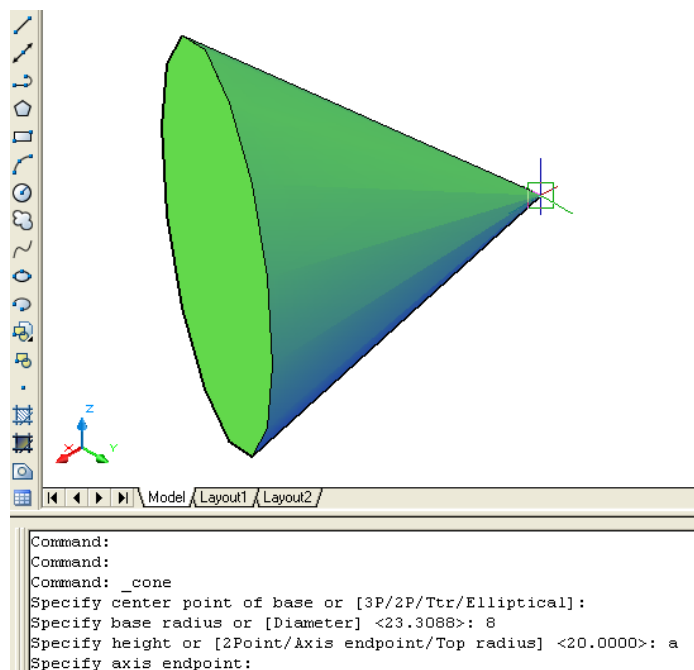 Z
X
Y
Model Layout1 Layout2
Command:
Command:
Command: _cone
Specify center point of base or [3P/2P/Ttr/Elliptical]:
Specify base radius or [Diameter] <23.3088>: 8
Specify height or [2Point/Axis endpoint/Top radius] <20.0000>: a
Specify axis endpoint: